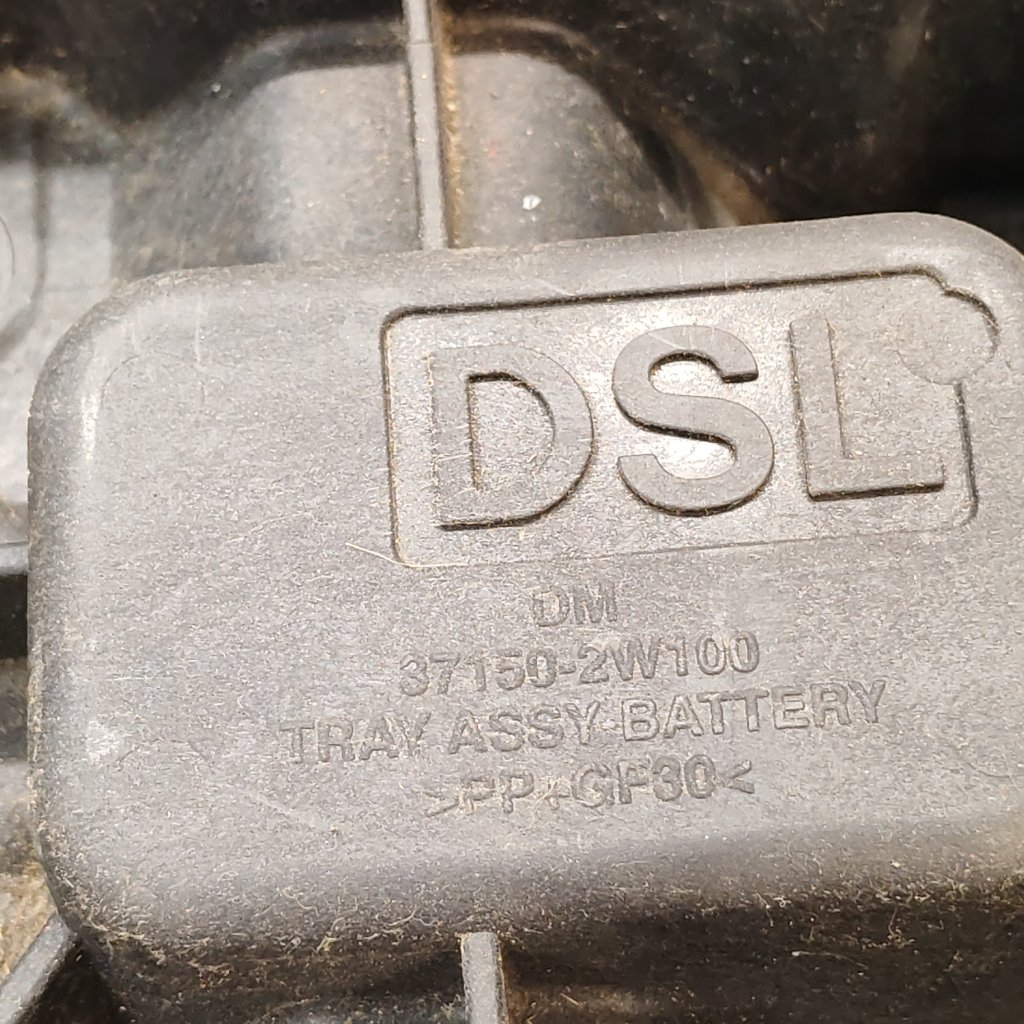 DSL
DM
37150-2W100
TRAY ASSY-BATTERY
>PP+GF30<